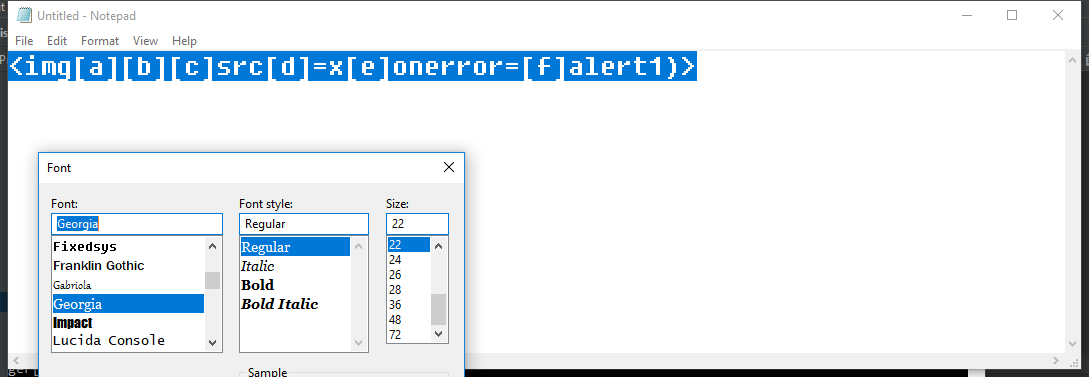 Untitled - Notepad
File Edit Format View Help
<img[a][b][c]src[d]=x[e]onerror=[f]alert1)>
Font
Font: Font style: Size:
Georgia Regular 22
Fixedsys
Franklin Gothic
Gabriola
Georgia
Impact
Lucida Console
Regular
Italic
Bold
Bold Italic
22
24
26
28
36
48
72
Sample